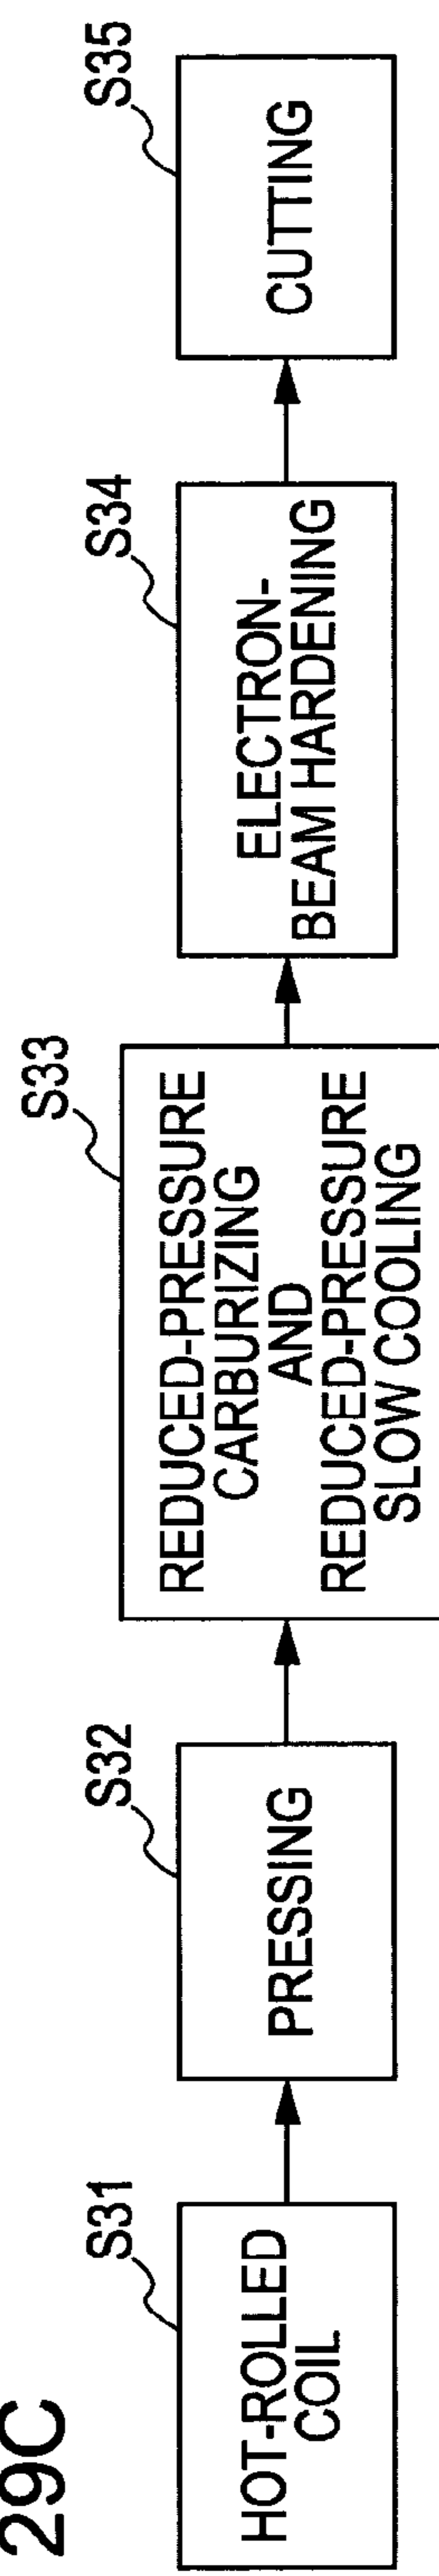 29C
S31
HOT-ROLLED
COIL
S32
PRESSING
S33
REDUCED-PRESSURE
CARBURIZING
AND
REDUCED-PRESSURE
SLOW COOLING
S34
ELECTRON-
BEAM HARDENING
S35
CUTTING